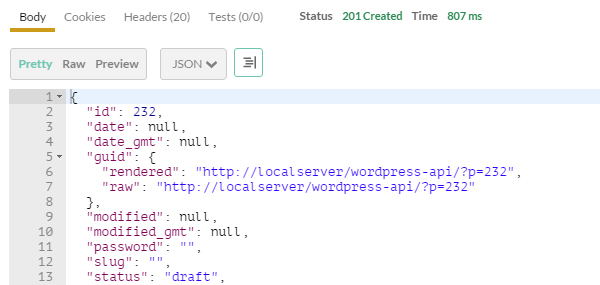 Body Cookies Headers (20) Tests (0/0) Status 201 Created Time 807 ms
Pretty Raw Preview JSON
1 {
2 "id": 232,
3 "date": null,
4 "date_gmt": null,
5 "guid": {
6 "rendered": "http://localserver/wordpress-api/?p=232",
7 "raw": "http://localserver/wordpress-api/?p=232"
8 },
9 "modified": null,
10 "modified_gmt": null,
11 "password": "",
12 "slug": "",
13 "status": "draft",